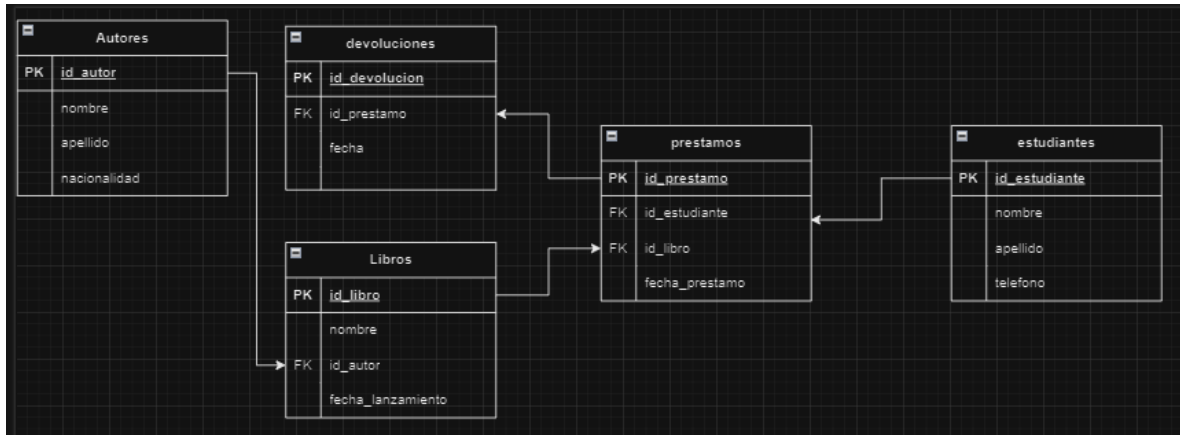 Autores
PK id_autor
nombre
apellido
nacionalidad
devoluciones
PK id_devolucion
FK id_prestamo
fecha
Libros
PK id_libro
nombre
FK id_autor
fecha_lanzamiento
prestamos
PK id_prestamo
FK id_estudiante
FK id_libro
fecha_prestamo
estudiantes
PK id_estudiante
nombre
apellido
telefono